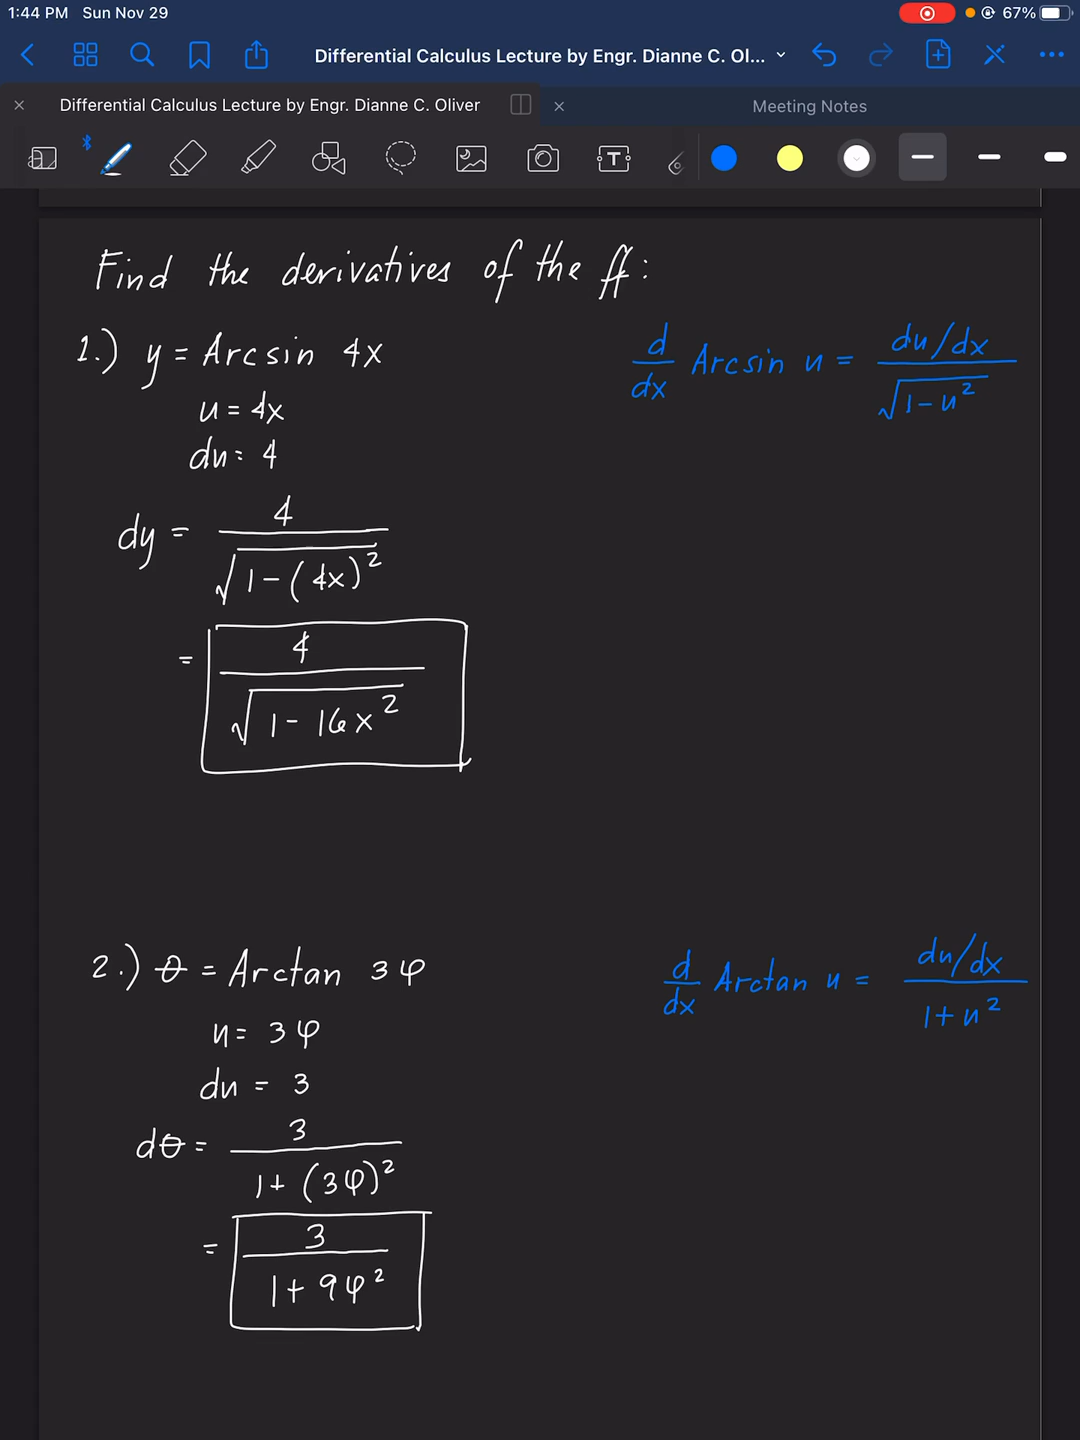 1:44 PM Sun Nov 29
67%
Differential Calculus Lecture by Engr. Dianne C. Ol...
Differential Calculus Lecture by Engr. Dianne C. Oliver
Meeting Notes
T
Find the derivatives of the ff:
1.) y = Arcsin 4x
d/dx Arcsin u = du/dx / √(1-u²)
u = 4x
du = 4
dy = 4 / √(1-(4x)²)
= 4 / √(1-16x²)
2.) θ = Arctan 3φ
d/dx Arctan u = du/dx / 1+u²
u = 3φ
du = 3
dθ = 3 / 1+(3φ)²
= 3 / 1+9φ²